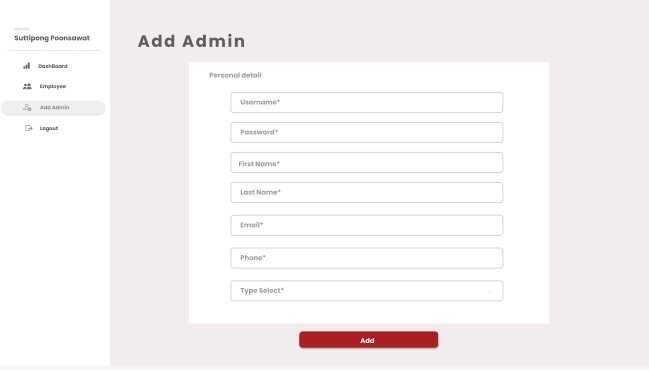 Suttipong Poonsawat
DashBoard
Employee
Add Admin
Logout
Add Admin
Personal detail
Username*
Password*
First Name*
Last Name*
Email*
Phone*
Type Select*
Add